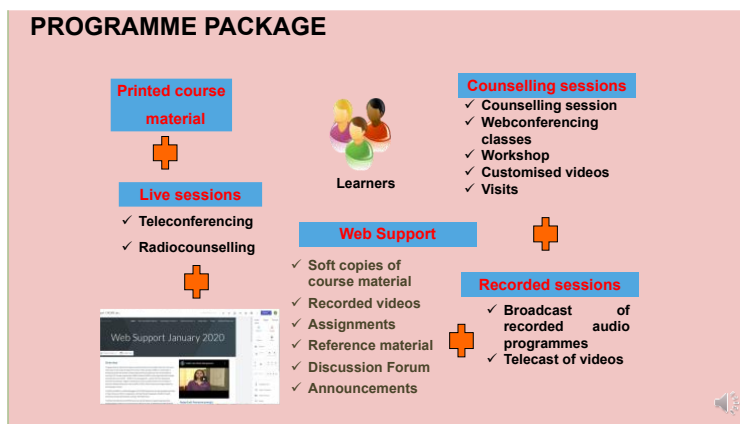 PROGRAMME PACKAGE
Printed course
material
Live sessions
✓ Teleconferencing
✓ Radiocounselling
Web Support January 2020
Learners
Web Support
✓ Soft copies of
course material
✓ Recorded videos
✓ Assignments
✓ Reference material
✓ Discussion Forum
✓ Announcements
Counselling sessions
✓ Counselling session
✓ Webconferencing
classes
✓ Workshop
✓ Customised videos
✓ Visits
Recorded sessions
✓ Broadcast of
recorded audio
programmes
✓ Telecast of videos